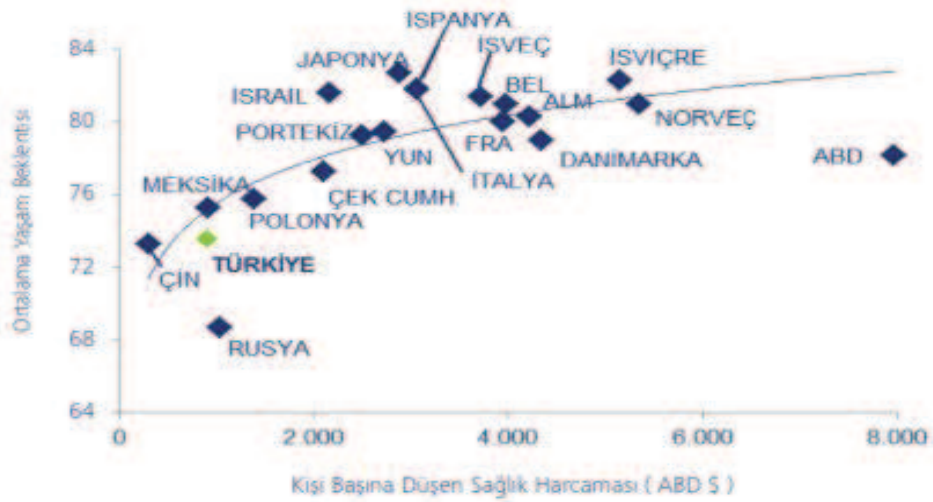 İSPANYA
84
JAPONYA
İSVEÇ
İSVİÇRE
ISRAIL
BEL
ALM
80
PORTEKİZ
NORVEÇ
YUN
FRA
DANIMARKA
ABD
MEKSİKA
ÇEK CUMH.
İTALYA
76
POLONYA
TÜRKİYE
72
ÇİN
68
RUSYA
64
0
2.000
4.000
6.000
8.000
Ortalama Yaşam Beklentisi
Kişi Başına Düşen Sağlık Harcaması ( ABD $ )